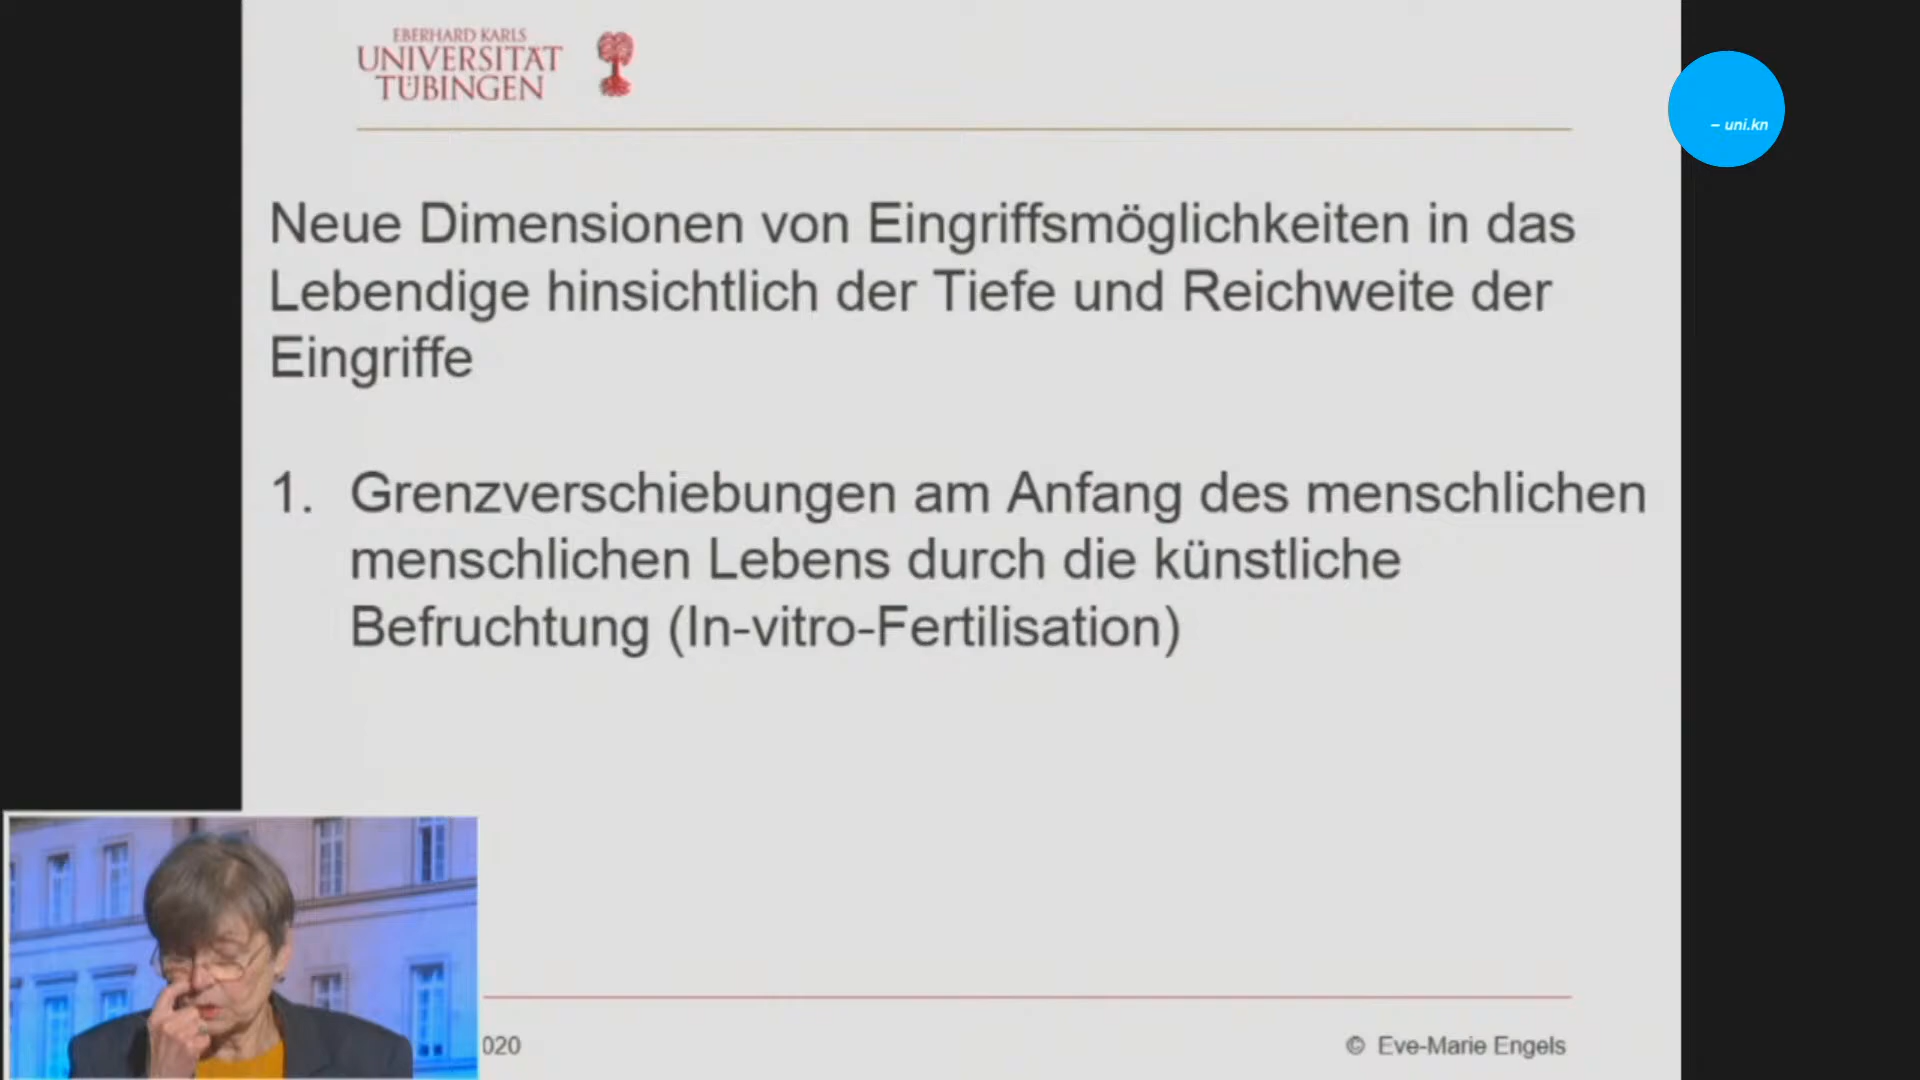 EBERHARD KARLS
UNIVERSITÄT
TÜBINGEN
– uni.kn
Neue Dimensionen von Eingriffsmöglichkeiten in das
Lebendige hinsichtlich der Tiefe und Reichweite der
Eingriffe
1. Grenzverschiebungen am Anfang des menschlichen
menschlichen Lebens durch die künstliche
Befruchtung (In-vitro-Fertilisation)
020
© Eve-Marie Engels